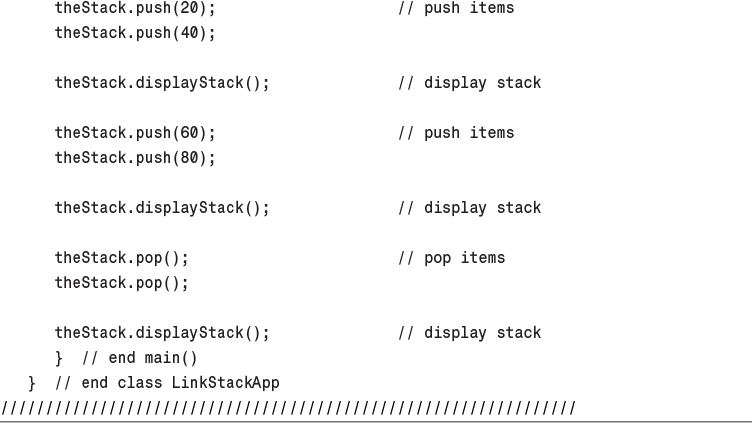 theStack.push(20); // push items
theStack.push(40);
theStack.displayStack(); // display stack
theStack.push(60); // push items
theStack.push(80);
theStack.displayStack(); // display stack
theStack.pop(); // pop items
theStack.pop();
theStack.displayStack(); // display stack
} // end main()
} // end class LinkStackApp
////////////////////////////////////////////////////////////////